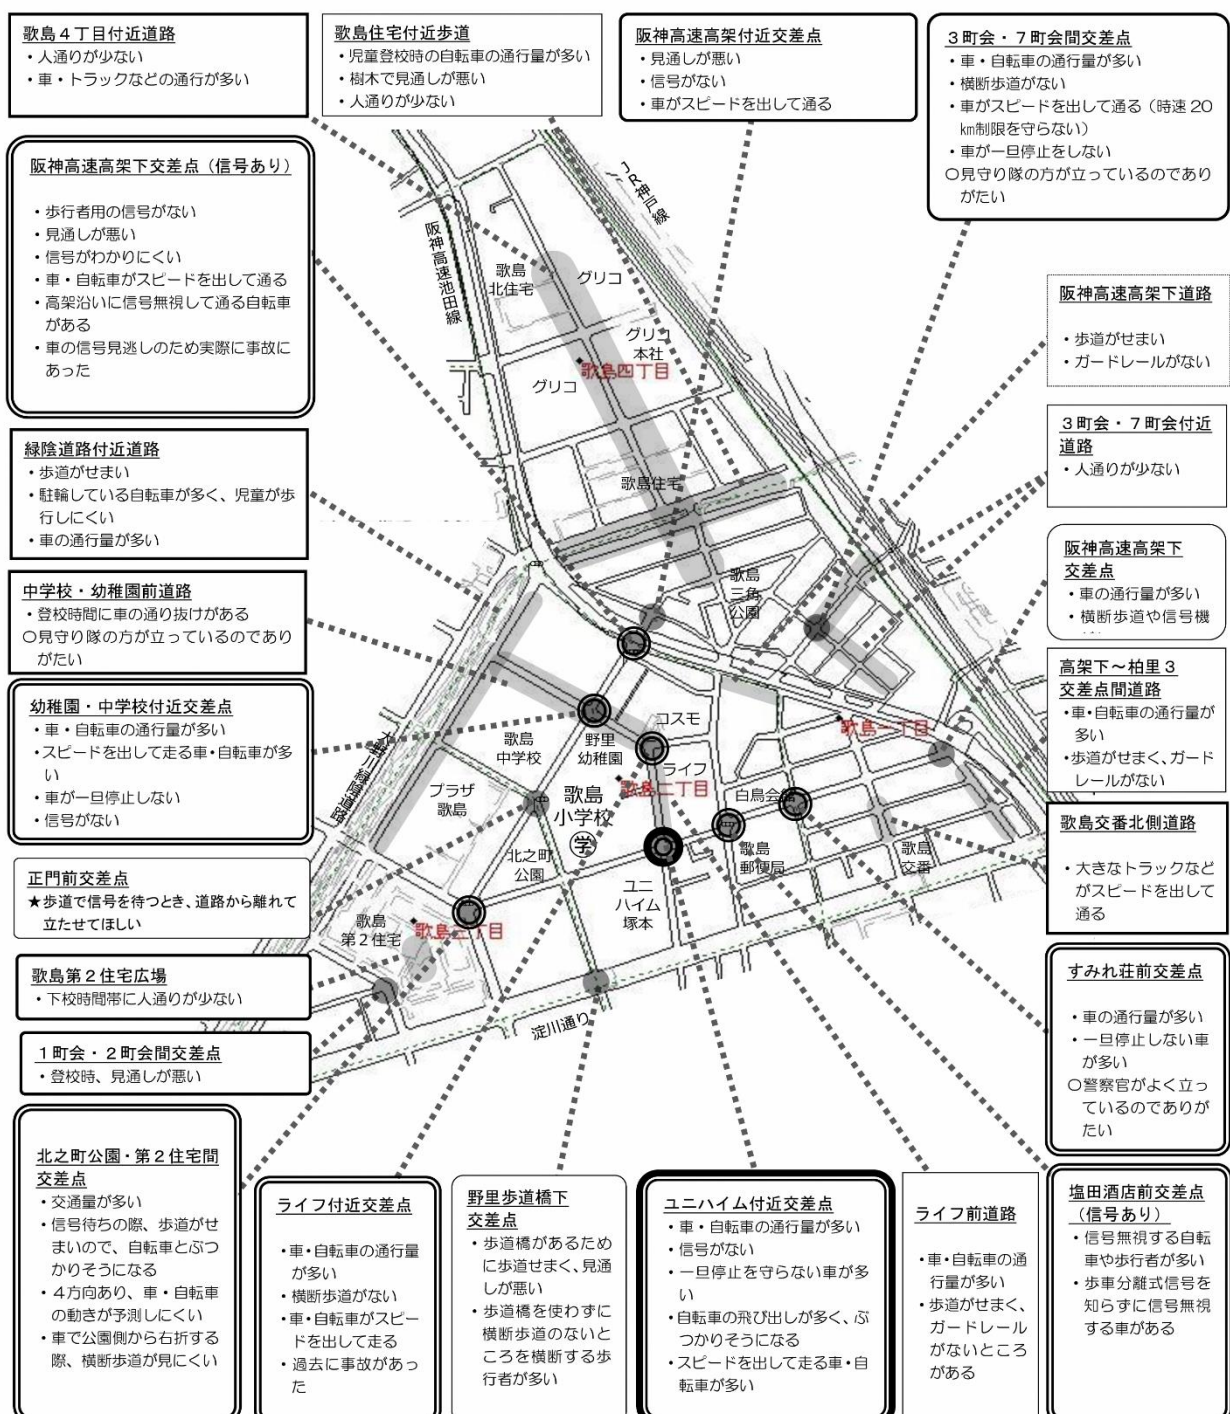 歌島４丁目付近道路
・人通りが少ない
・車・トラックなどの通行が多い
歌島住宅付近歩道
・児童登校時の自転車の通行量が多い
・樹木で見通しが悪い
・人通りが少ない
阪神高速高架付近交差点
・見通しが悪い
・信号がない
・車がスピードを出して通る
３町会・７町会間交差点
・車・自転車の通行量が多い
・横断歩道がない
・車がスピードを出して通る（時速20
km制限を守らない）
・車が一旦停止をしない
○見守り隊の方が立っているのであり
がたい
阪神高速高架下交差点（信号あり）
・歩行者用の信号がない
・見通しが悪い
・信号がわかりにくい
・車・自転車がスピードを出して通る
・高架沿いに信号無視して通る自転車
がある
・車の信号見逃しのため実際に事故に
あった
緑陰道路付近道路
・歩道がせまい
・駐輪している自転車が多く、児童が歩
行しにくい
・車の通行量が多い
中学校・幼稚園前道路
・登校時間に車の通り抜けがある
○見守り隊の方が立っているのであり
がたい
幼稚園・中学校付近交差点
・車・自転車の通行量が多い
・スピードを出して走る車・自転車が多
い
・車が一旦停止しない
・信号がない
正門前交差点
★歩道で信号を待つとき、道路から離れて
立たせてほしい
歌島第２住宅広場
・下校時間帯に人通りが少ない
１町会・２町会間交差点
・登校時、見通しが悪い
阪神高速池田線
JR神戸線
歌島
北住宅
グリコ
グリコ
本社
歌島四丁目
グリコ
歌島住宅
歌島
三角
公園
コスモ
歌島一丁目
歌島
中学校
野里
幼稚園
ライフ
歌島二丁目
白鳥会館
プラザ
歌島
歌島
小学校
学
北之町
公園
歌島
郵便局
歌島
交番
ユニ
ハイム
塚本
歌島
第２住宅
歌島三丁目
大野川緑陰道路
淀川通り
阪神高速高架下道路
・歩道がせまい
・ガードレールがない
３町会・７町会付近
道路
・人通りが少ない
阪神高速高架下
交差点
・車の通行量が多い
・横断歩道や信号機
高架下～柏里３
交差点間道路
・車・自転車の通行量が
多い
・歩道がせまく、ガード
レールがない
歌島交番北側道路
・大きなトラックなど
がスピードを出して
通る
すみれ荘前交差点
・車の通行量が多い
・一旦停止しない車
が多い
○警察官がよく立っ
ているのでありが
たい
北之町公園・第２住宅間
交差点
・交通量が多い
・信号待ちの際、歩道がせ
まいので、自転車とぶつ
かりそうになる
・４方向あり、車・自転車
の動きが予測しにくい
・車で公園側から右折する
際、横断歩道が見にくい
ライフ付近交差点
・車・自転車の通行量
が多い
・横断歩道がない
・車・自転車がスピー
ドを出して走る
・過去に事故があっ
た
野里歩道橋下
交差点
・歩道橋があるため
に歩道せまく、見通
しが悪い
・歩道橋を使わずに
横断歩道のないと
ころを横断する歩
行者が多い
ユニハイム付近交差点
・車・自転車の通行量が多い
・信号がない
・一旦停止を守らない車が多
い
・自転車の飛び出しが多く、ぶ
つかりそうになる
・スピードを出して走る車・自
転車が多い
ライフ前道路
・車・自転車の通
行量が多い
・歩道がせまく、
ガードレール
がないところ
がある
塩田酒店前交差点
（信号あり）
・信号無視する自転
車や歩行者が多い
・歩車分離式信号を
知らずに信号無視
する車がある